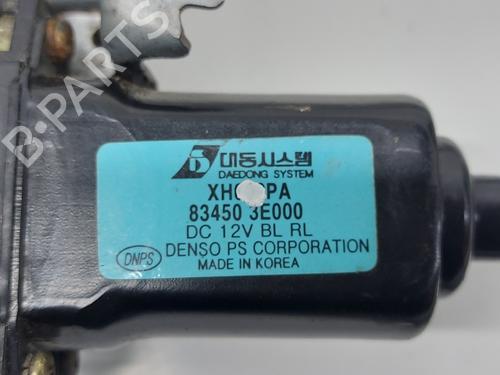 B-PARTS
대동시스템
DAEDONG SYSTEM
83450 3E000
DC 12V BL RL
DENSO PS CORPORATION
DNPS
MADE IN KOREA